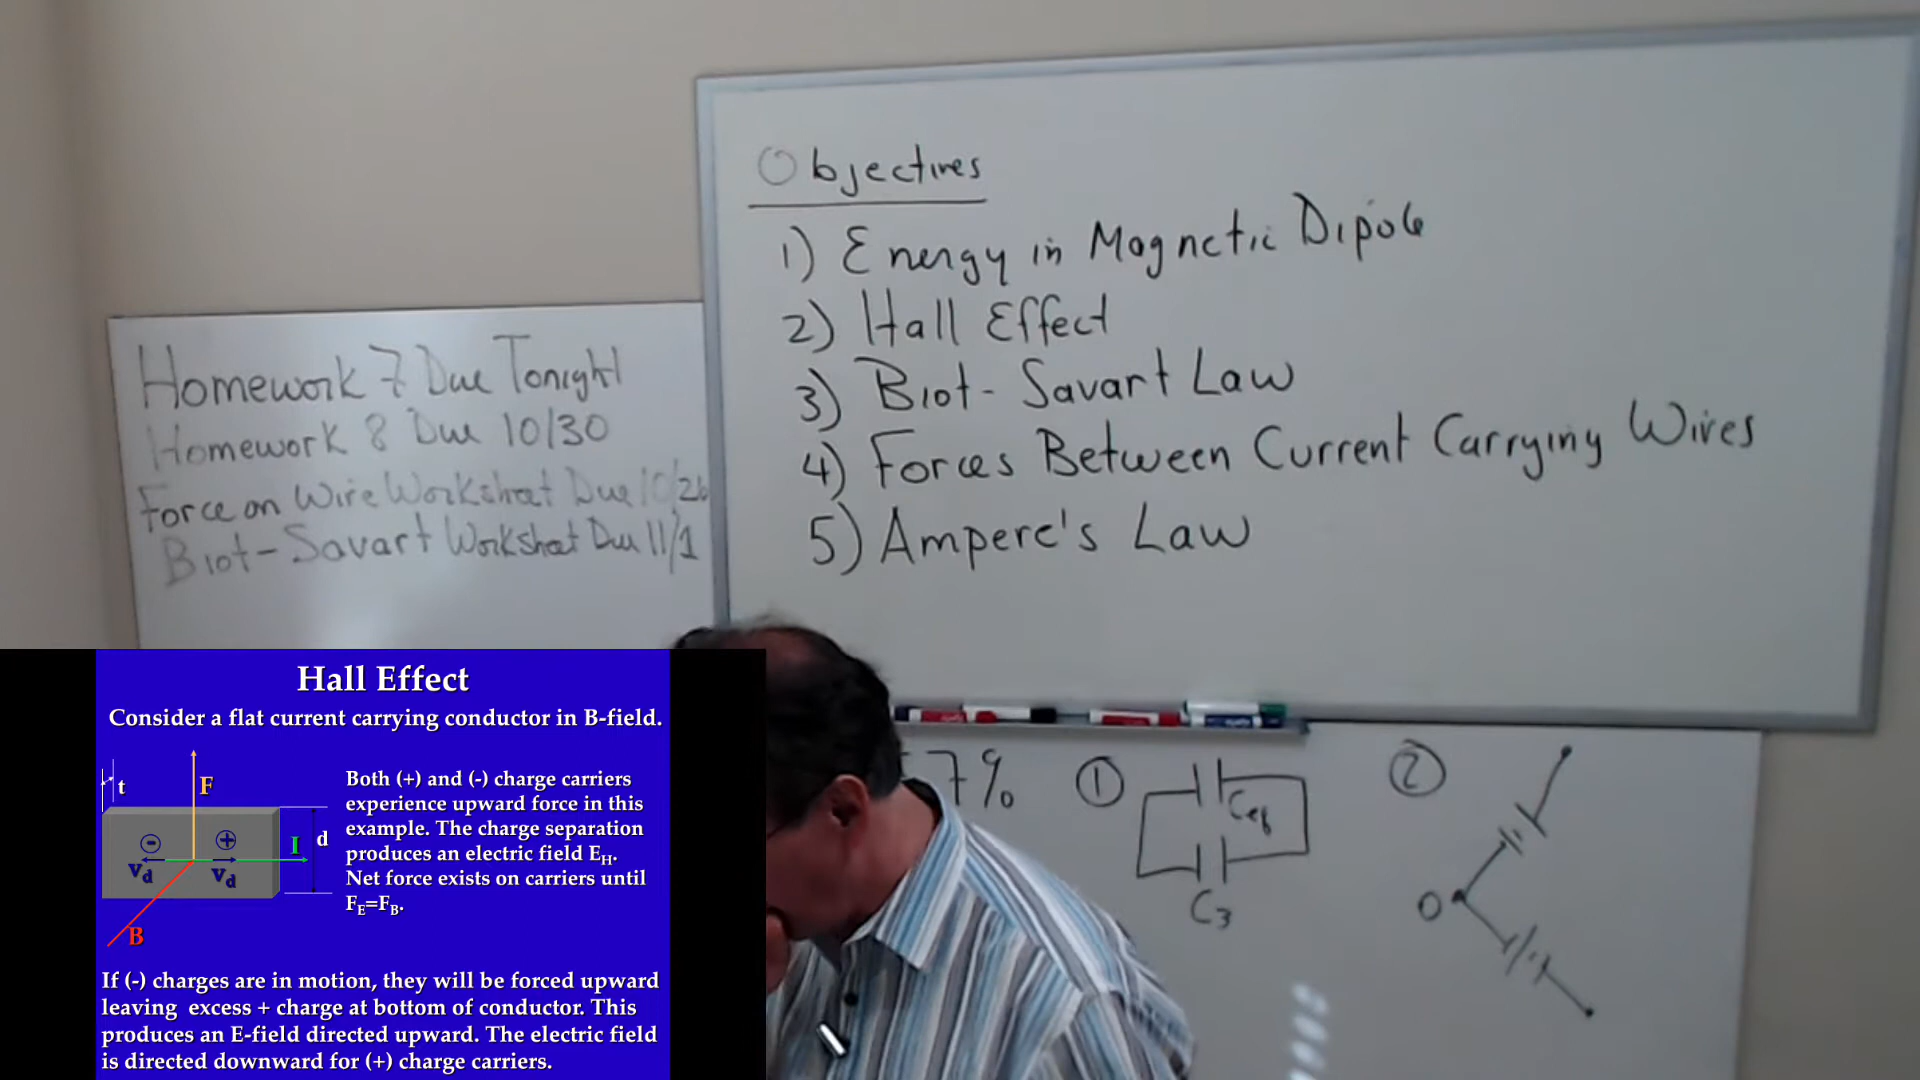 Objectives
1) Energy in Magnetic Dipole
2) Hall Effect
3) Biot-Savart Law
4) Forces Between Current Carrying Wires
5) Ampere's Law
Homework 7 Due Tonight
Homework 8 Due 10/30
Force on Wire Worksheet Due 10/26
Biot-Savart Worksheet Due 11/1
Hall Effect
Consider a flat current carrying conductor in B-field.
t
F
d
I
vd
vd
B
Both (+) and (-) charge carriers
experience upward force in this
example. The charge separation
produces an electric field EH.
Net force exists on carriers until
FE=FB.
If (-) charges are in motion, they will be forced upward
leaving excess + charge at bottom of conductor. This
produces an E-field directed upward. The electric field
is directed downward for (+) charge carriers.
7%
1
Ceq
C3
2
O